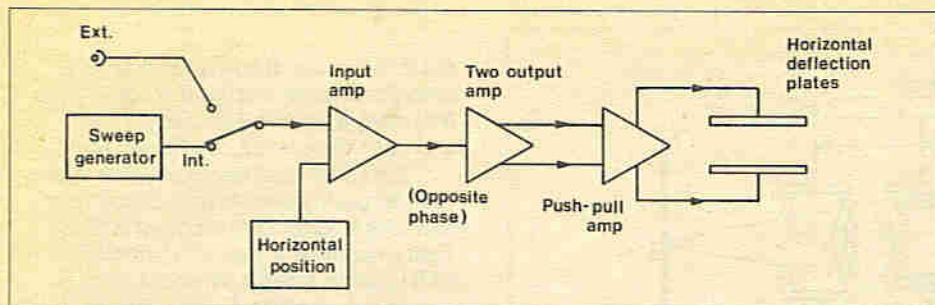 Ext.
Sweep
generator
Int.
Input
amp
Horizontal
position
Two output
amp
(Opposite
phase)
Push-pull
amp
Horizontal
deflection
plates